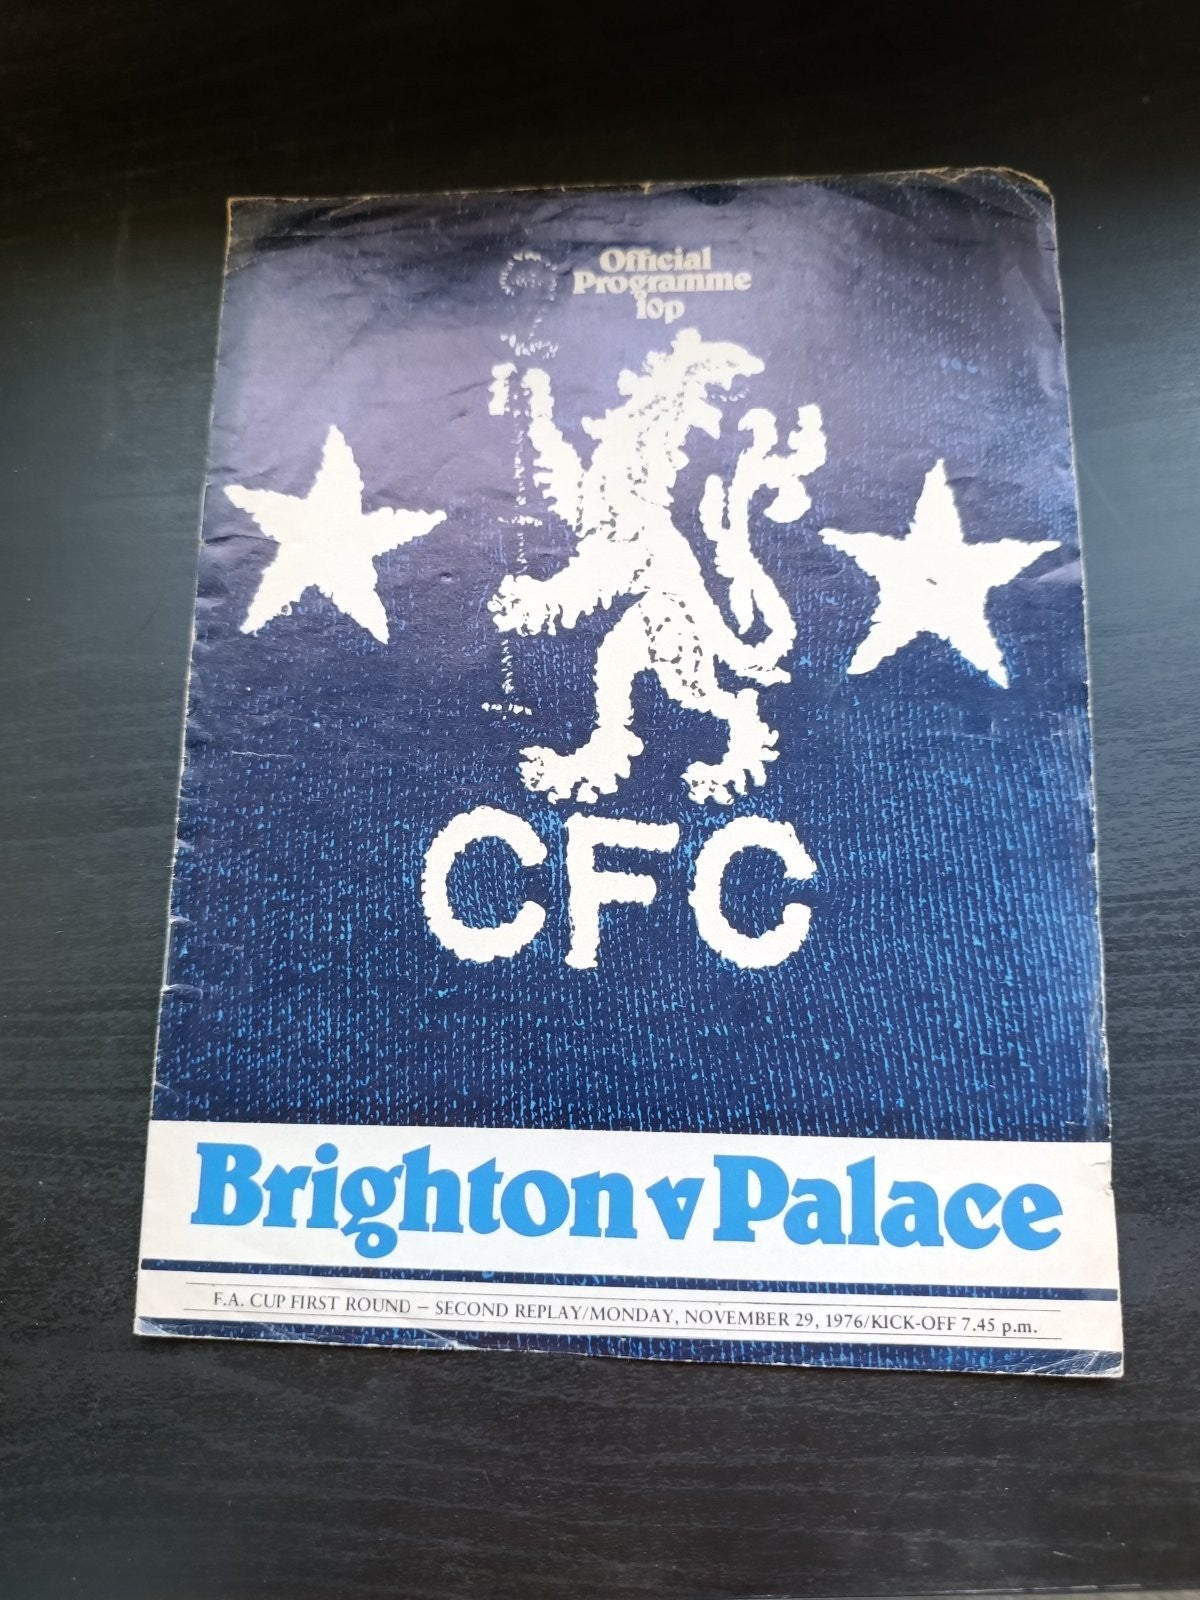 Official
Programme
10p
CFC
Brighton v Palace
F.A. CUP FIRST ROUND – SECOND REPLAY/MONDAY, NOVEMBER 29, 1976/KICK-OFF 7.45 p.m.